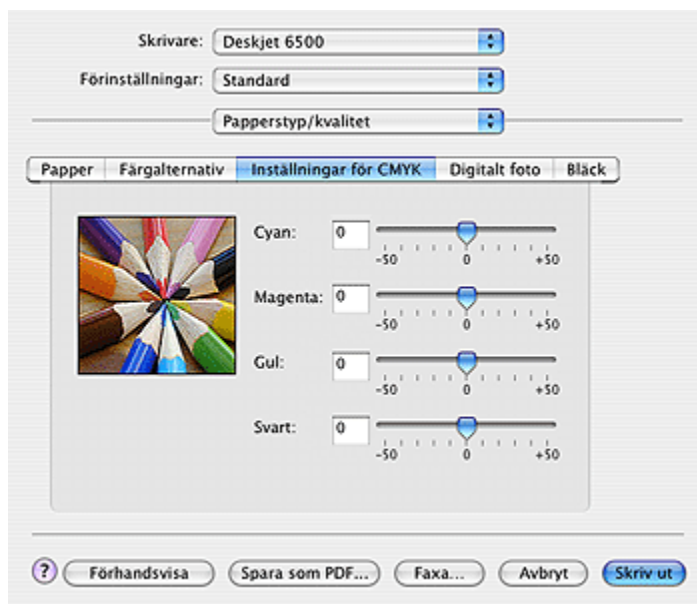 Skrivare: Deskjet 6500
Förinställningar: Standard
Papperstyp/kvalitet
Papper Färgalternativ Inställningar för CMYK Digitalt foto Bläck
Cyan: 0
-50 0 +50
Magenta: 0
-50 0 +50
Gul: 0
-50 0 +50
Svart: 0
-50 0 +50
? Förhandsvisa Spara som PDF... Faxa... Avbryt Skriv ut